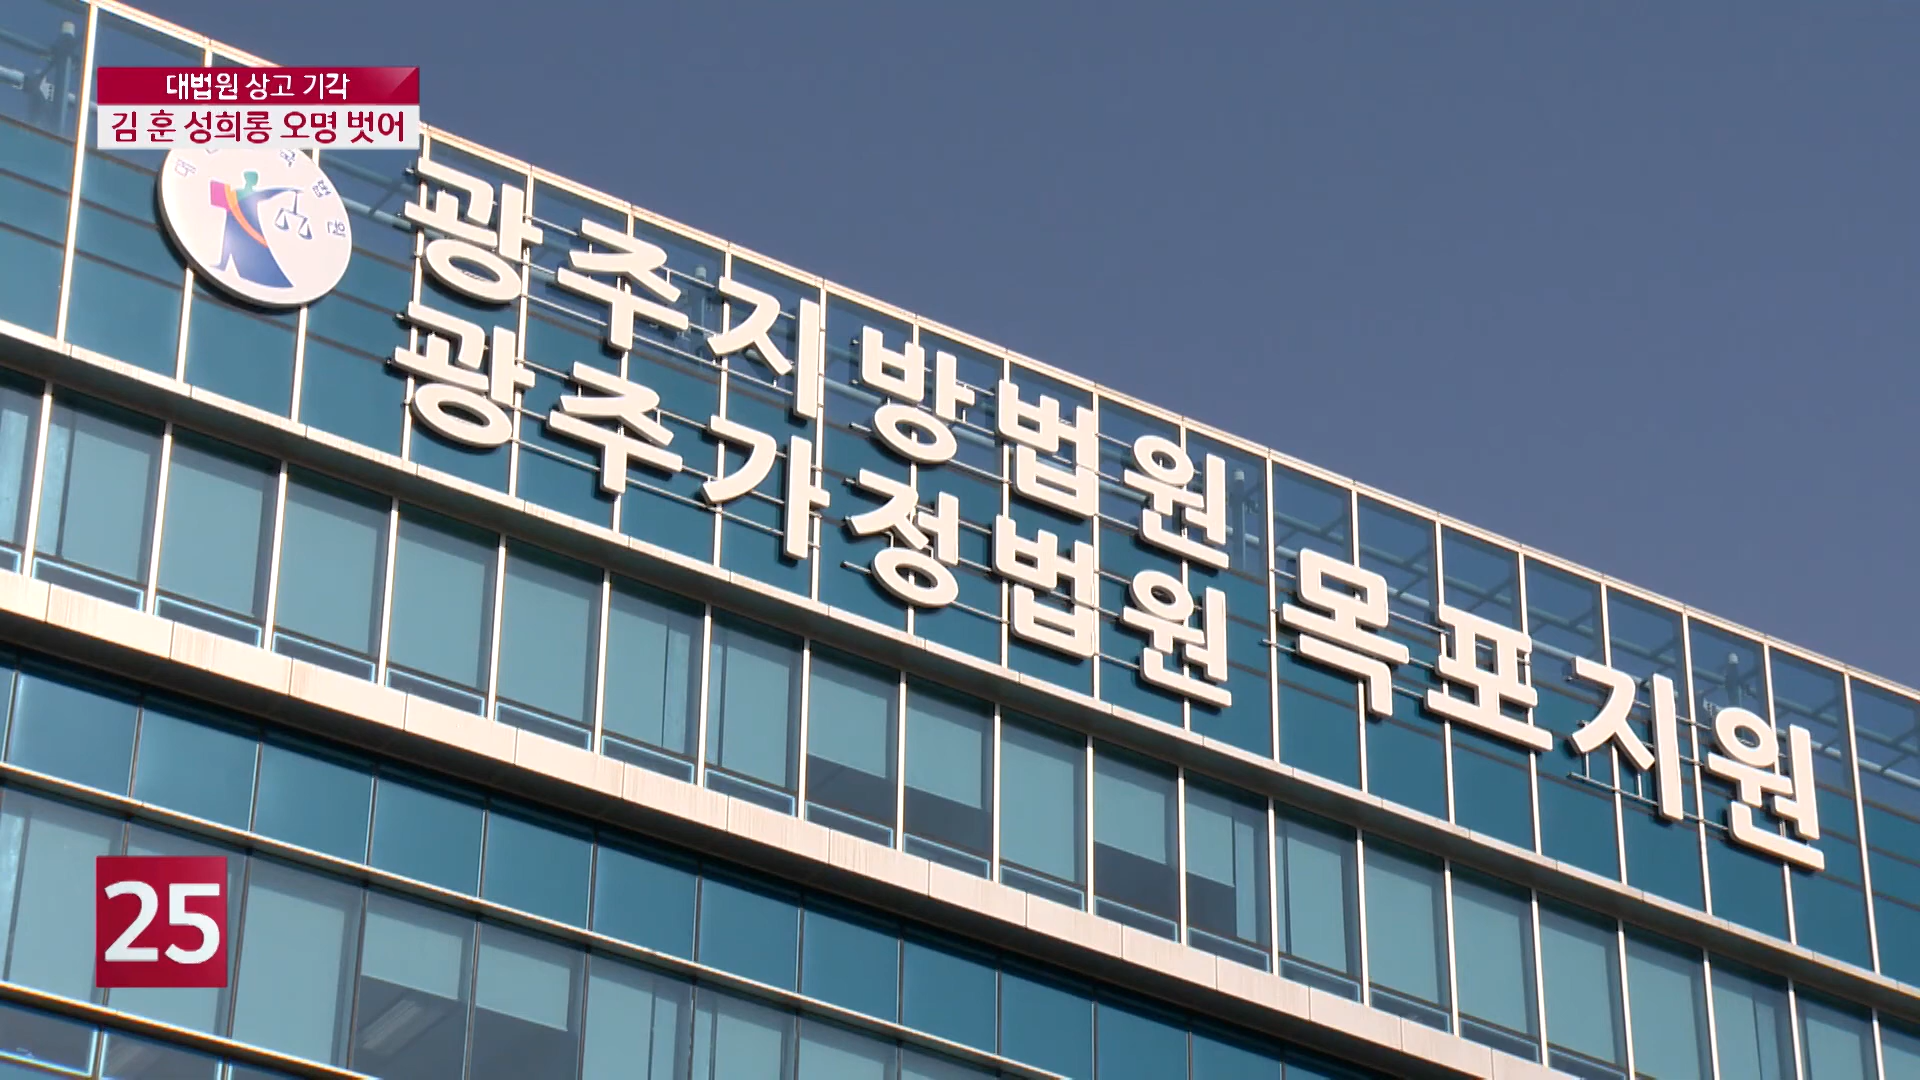 대법원 상고 기각
김 훈 성희롱 오명 벗어
광주지방법원
광주가정법원
목포지원
25